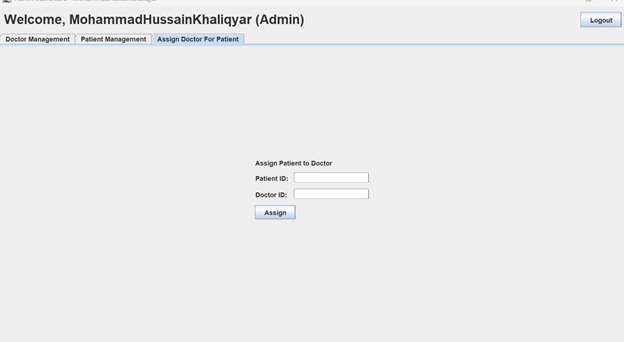 Welcome, MohammadHussainKhaliqyar (Admin)
Logout
Doctor Management
Patient Management
Assign Doctor For Patient
Assign Patient to Doctor
Patient ID:
Doctor ID:
Assign